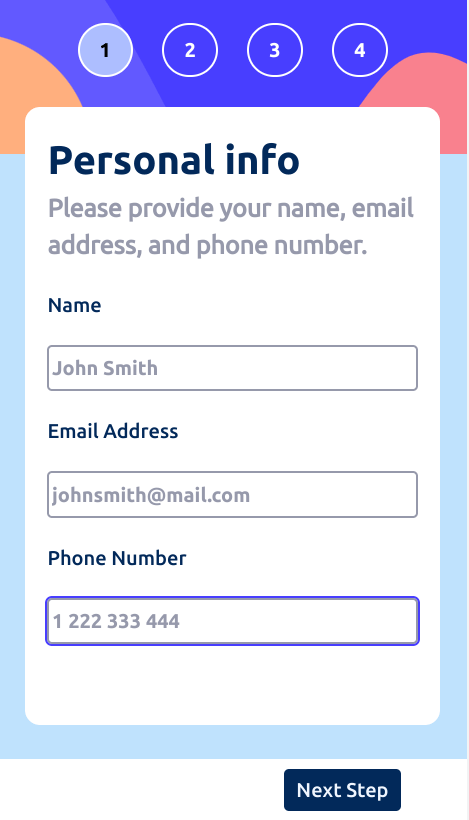 1 2 3 4
Personal info
Please provide your name, email
address, and phone number.
Name
John Smith
Email Address
johnsmith@mail.com
Phone Number
1 222 333 444
Next Step